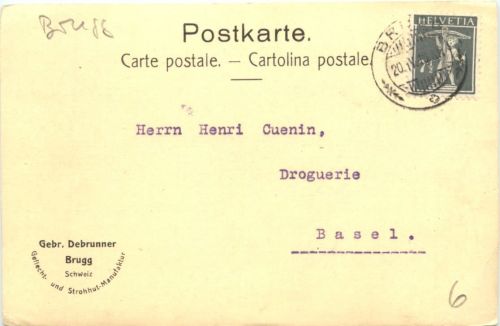 Brugg
Postkarte.
Carte postale. — Cartolina postale.
HELVETIA
Herrn Henri Cuenin,
Droguerie
Basel.
Gebr. Debrunner
Brugg
Schweiz
Geflecht- und Strohhut-Manufaktur
6